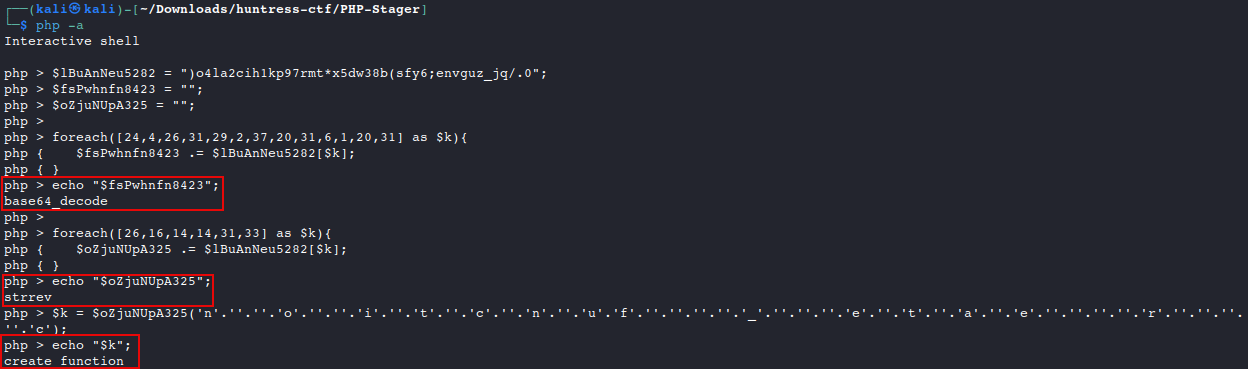 ┌──(kali㉿kali)-[~/Downloads/huntress-ctf/PHP-Stager]
└─$ php -a
Interactive shell
php > $lBuAnNeu5282 = ")o4la2cih1kp97rmt*x5dw38b(sfy6;envguz_jq/.0";
php > $fsPwhnfn8423 = "";
php > $oZjuNUpA325 = "";
php >
php > foreach([24,4,26,31,29,2,37,20,31,6,1,20,31] as $k){
php {    $fsPwhnfn8423 .= $lBuAnNeu5282[$k];
php { }
php > echo "$fsPwhnfn8423";
base64_decode
php >
php > foreach([26,16,14,14,31,33] as $k){
php {    $oZjuNUpA325 .= $lBuAnNeu5282[$k];
php { }
php > echo "$oZjuNUpA325";
strrev
php > $k = $oZjuNUpA325('n'.''.''.'o'.''.''.'i'.''.'t'.''.'c'.''.'n'.''.'u'.'f'.''.''.''.''.'_'.''.''.''.'e'.''.'t'.''.'a'.''.'e'.''.''.''.''.'r'.''.''.''.
''.'c');
php > echo "$k";
create_function